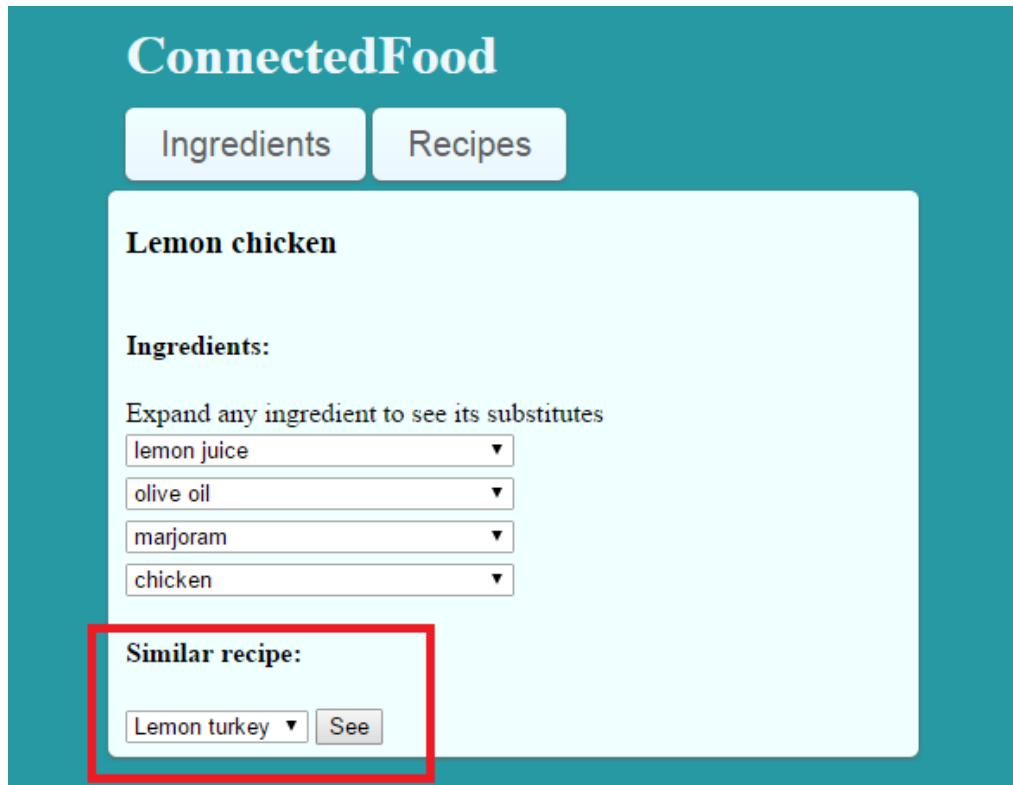 ConnectedFood
Ingredients Recipes
Lemon chicken
Ingredients:
Expand any ingredient to see its substitutes
lemon juice
olive oil
marjoram
chicken
Similar recipe:
Lemon turkey See